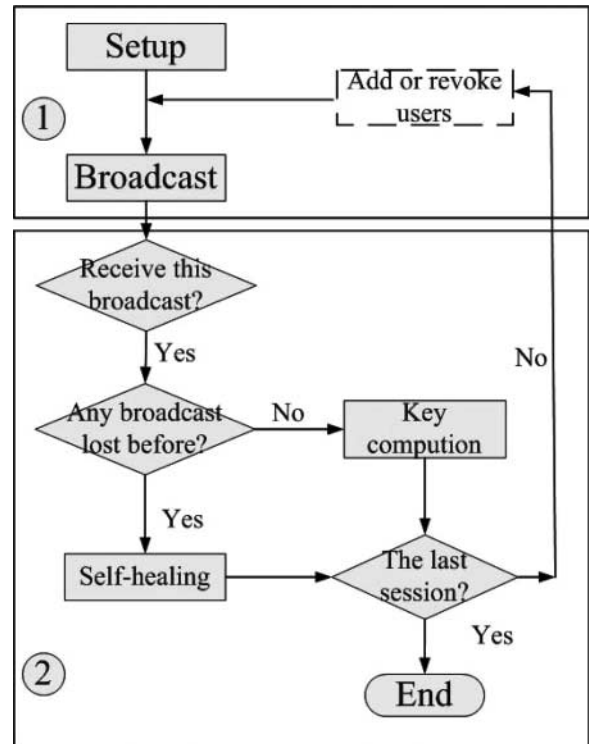 Setup
Add or revoke
users
1
Broadcast
Receive this
broadcast?
Yes
No
Any broadcast
lost before?
No
Key
compution
Yes
Self-healing
The last
session?
Yes
2
End